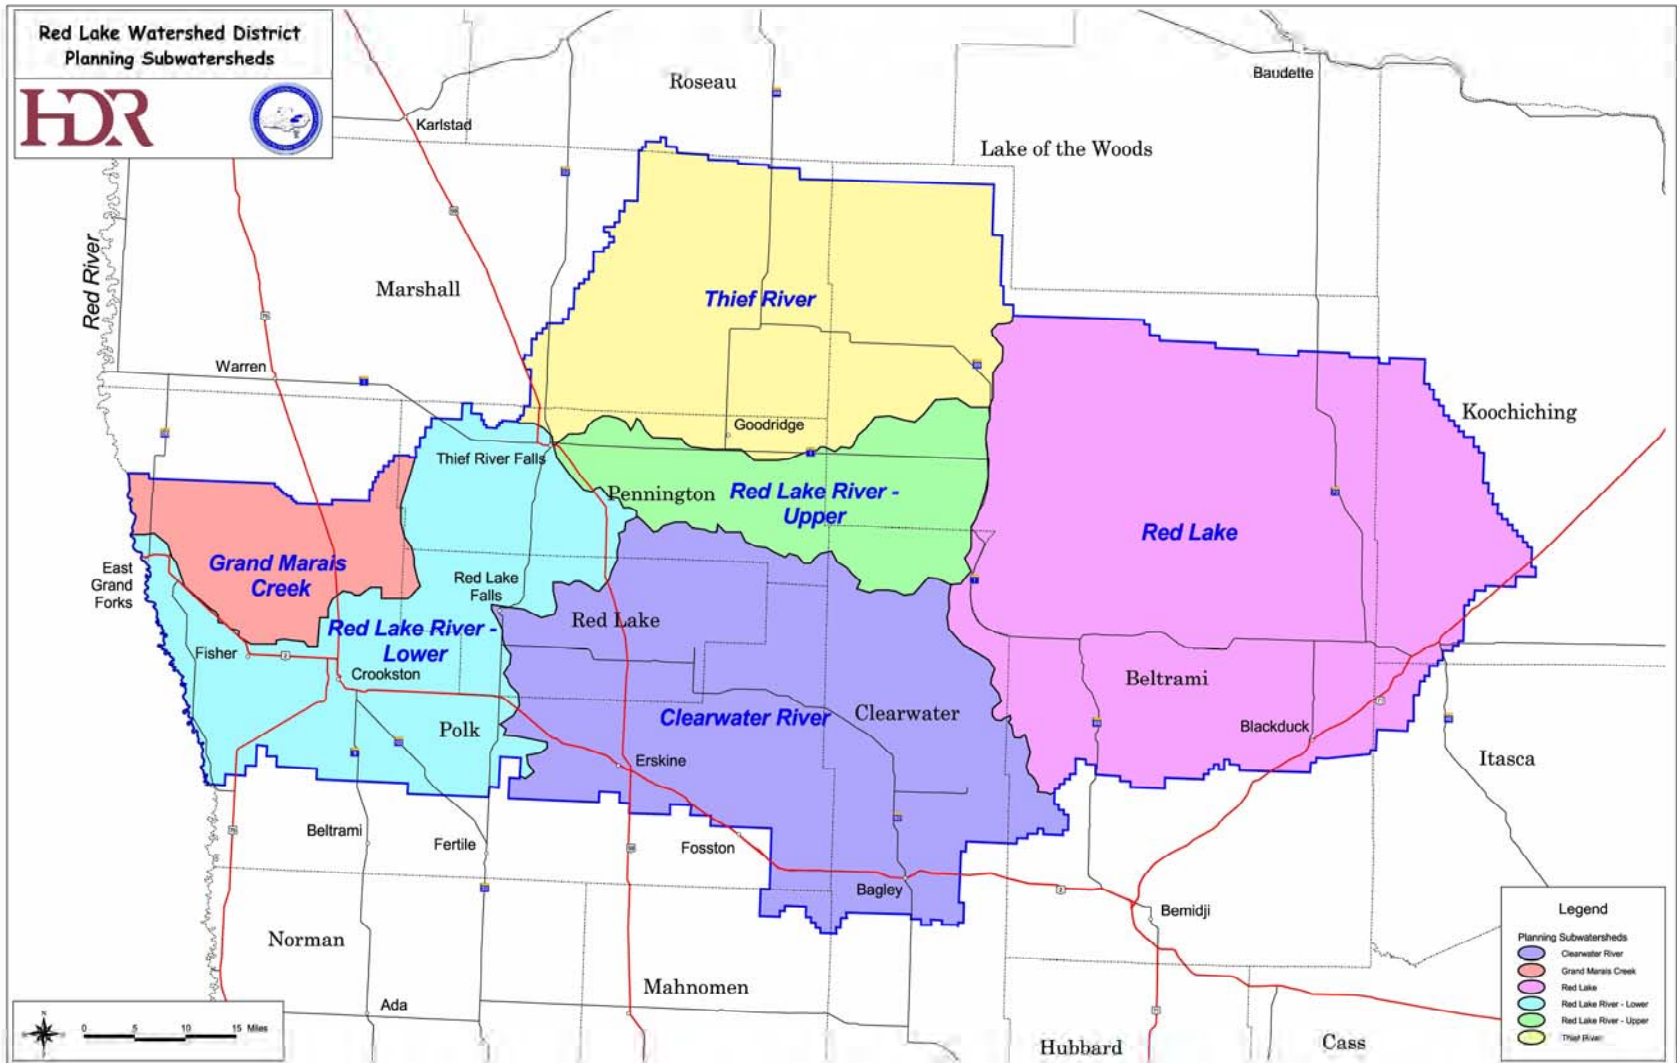 Red Lake Watershed District
Planning Subwatersheds
HDR
Roseau
Baudette
Karlstad
Lake of the Woods
Red River
Marshall
Thief River
Warren
Koochiching
Goodridge
Thief River Falls
Pennington
Red Lake River -
Upper
Red Lake
Grand Marais
Creek
East
Grand
Forks
Red Lake
Falls
Red Lake
Red Lake River -
Lower
Fisher
Crookston
Beltrami
Clearwater River
Clearwater
Polk
Blackduck
Erskine
Itasca
Beltrami
Fertile
Fosston
Bagley
Bemidji
Norman
Mahnomen
Ada
Hubbard
Cass
Legend
Planning Subwatersheds
Clearwater River
Grand Marais Creek
Red Lake
Red Lake River - Lower
Red Lake River - Upper
Thief River
N
0 5 10 15 Miles